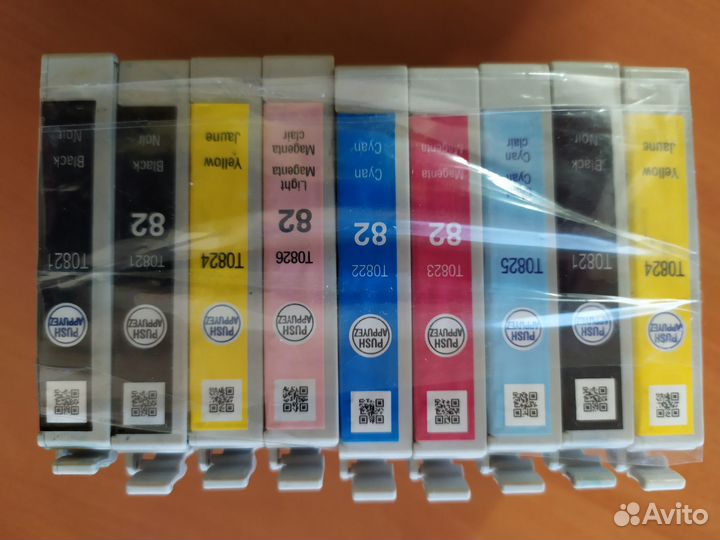 Black
Noir
T0821
PUSH
APPUYEZ
Black
Noir
82
T0821
PUSH
APPUYEZ
Yellow
Jaune
T0824
PUSH
APPUYEZ
Light
Magenta
Magenta
clair
82
T0826
PUSH
APPUYEZ
Cyan
Cyan
82
T0822
PUSH
APPUYEZ
Magenta
Magenta
82
T0823
PUSH
APPUYEZ
Cyan
Cyan
clair
T0825
PUSH
APPUYEZ
Black
Noir
T0821
PUSH
APPUYEZ
Yellow
Jaune
T0824
PUSH
APPUYEZ
Avito